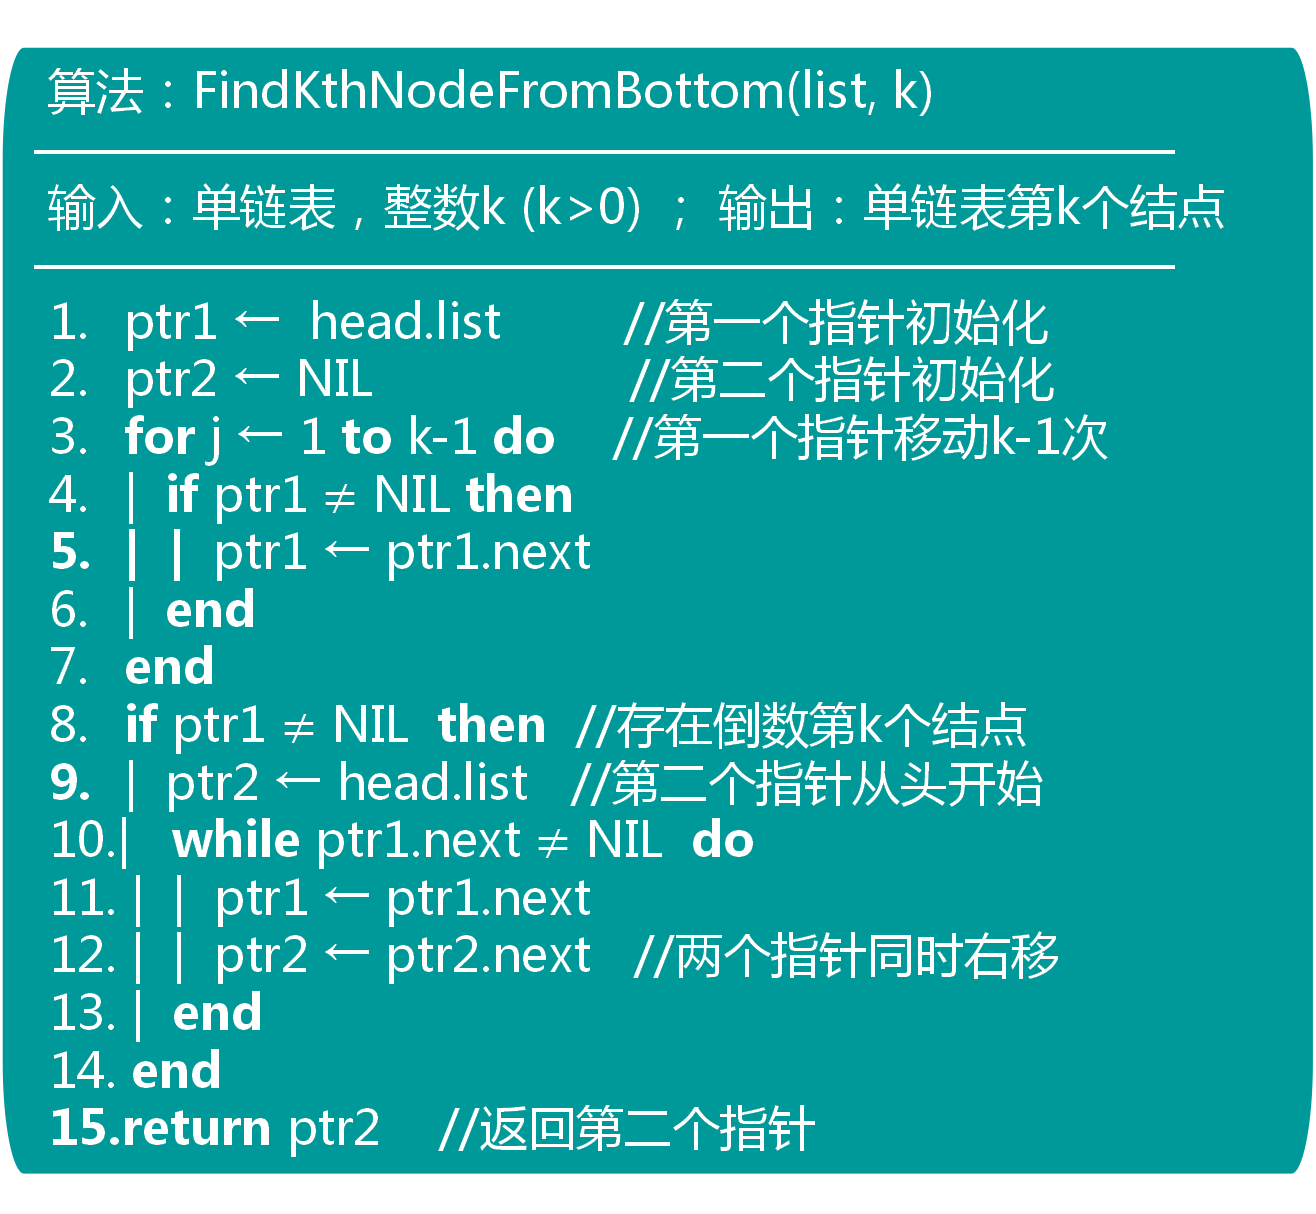 算法：FindKthNodeFromBottom(list, k)
输入：单链表，整数k (k>0) ； 输出：单链表第k个结点
1. ptr1 ← head.list //第一个指针初始化
2. ptr2 ← NIL //第二个指针初始化
3. for j ← 1 to k-1 do //第一个指针移动k-1次
4. | if ptr1 ≠ NIL then
5. | | ptr1 ← ptr1.next
6. | end
7. end
8. if ptr1 ≠ NIL then //存在倒数第k个结点
9. | ptr2 ← head.list //第二个指针从头开始
10.| while ptr1.next ≠ NIL do
11. | | ptr1 ← ptr1.next
12. | | ptr2 ← ptr2.next //两个指针同时右移
13. | end
14. end
15.return ptr2 //返回第二个指针